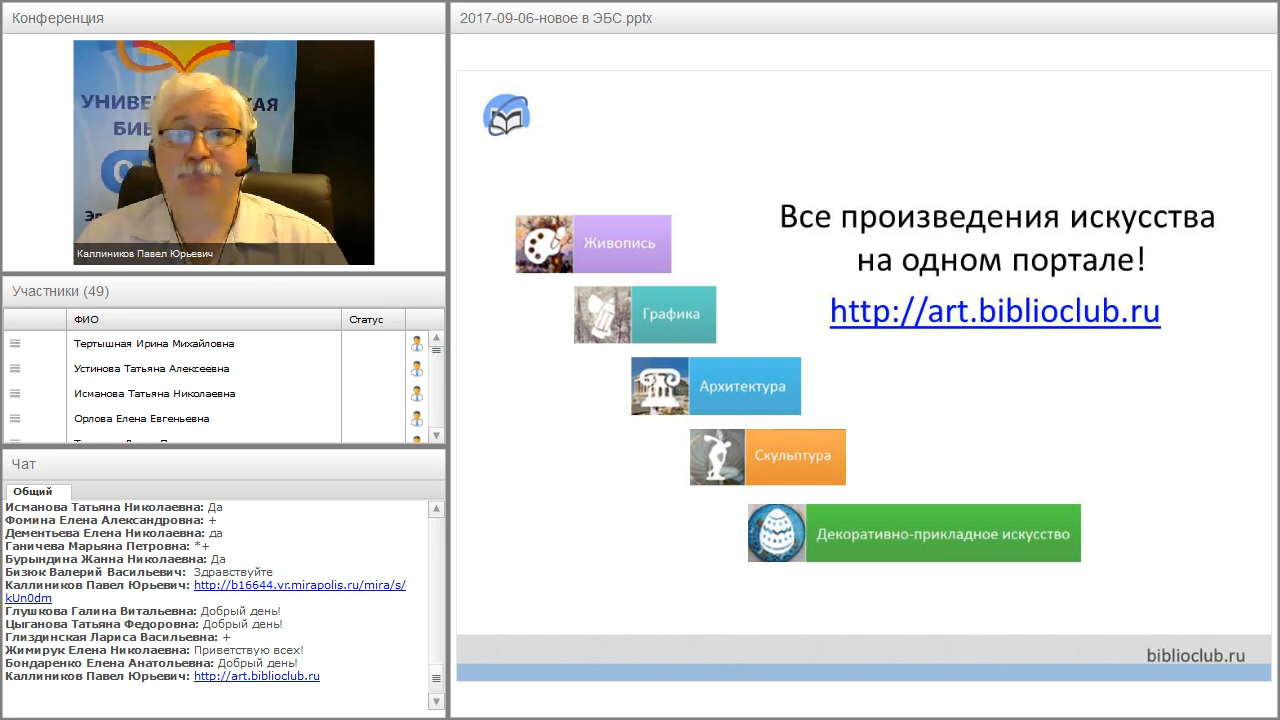 Конференция
УНИВЕ СКАЯ
БИБ
Эл
Каллиников Павел Юрьевич
Участники (49)
ФИО
Статус
Тертышная Ирина Михайловна
Устинова Татьяна Алексеевна
Исманова Татьяна Николаевна
Орлова Елена Евгеньевна
Чат
Общий
Исманова Татьяна Николаевна: Да
Фомина Елена Александровна: +
Дементьева Елена Николаевна: да
Ганичева Марьяна Петровна: *+
Бурындина Жанна Николаевна: Да
Бизюк Валерий Васильевич: Здравствуйте
Каллиников Павел Юрьевич: http://b16644.vr.mirapolis.ru/mira/s/
kUn0dm
Глушкова Галина Витальевна: Добрый день!
Цыганова Татьяна Федоровна: Добрый день!
Глиздинская Лариса Васильевна: +
Жимирук Елена Николаевна: Приветствую всех!
Бондаренко Елена Анатольевна: Добрый день!
Каллиников Павел Юрьевич: http://art.biblioclub.ru
2017-09-06-новое в ЭБС.pptx
Все произведения искусства
на одном портале!
http://art.biblioclub.ru
Живопись
Графика
Архитектура
Скульптура
Декоративно-прикладное искусство
biblioclub.ru